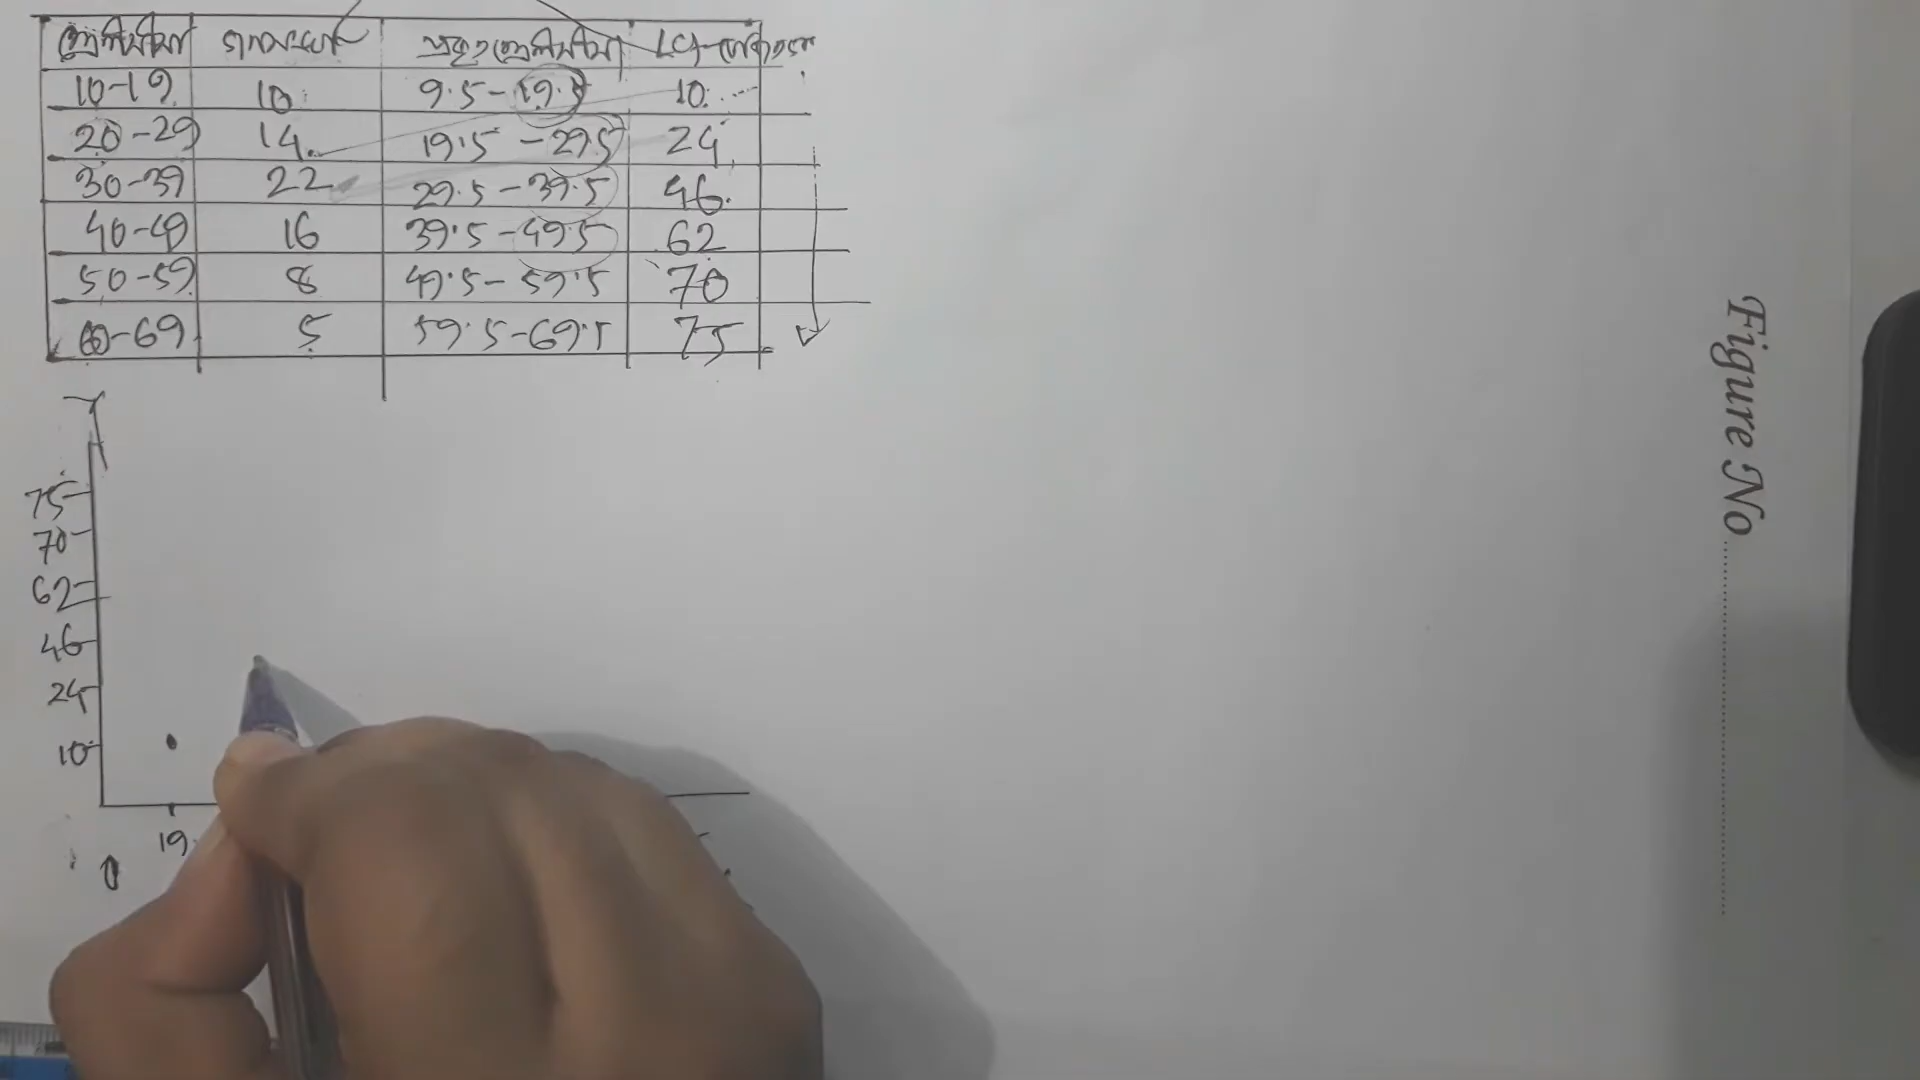 শ্রেণিসীমা গনসংখ্যা প্রকৃত শ্রেণিসীমা
10-19 10 9.5-19.5 10
20-29 14 19.5-29.5 24
30-39 22 29.5-39.5 46
40-49 16 39.5-49.5 62
50-59 8 49.5-59.5 70
60-69 5 59.5-69.5 75
Y
75
70
62
46
24
10
19.
0
Figure No